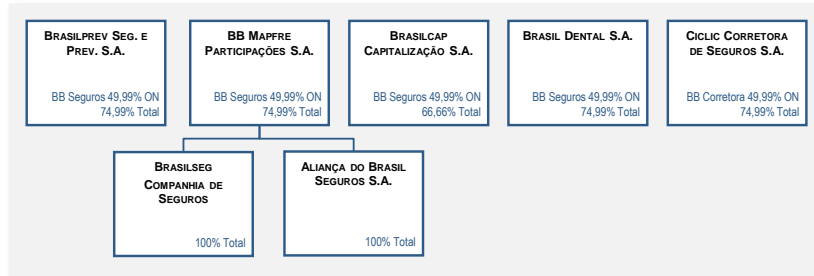 BRASILPREV SEG. E
PREV. S.A.
BB Seguros 49,99% ON
74,99% Total
BB MAPFRE
PARTICIPAÇÕES S.A.
BB Seguros 49,99% ON
74,99% Total
BRASILCAP
CAPITALIZAÇÃO S.A.
BB Seguros 49,99% ON
66,66% Total
BRASIL DENTAL S.A.
BB Seguros 49,99% ON
74,99% Total
CICLIC CORRETORA
DE SEGUROS S.A.
BB Corretora 49,99% ON
74,99% Total
BRASILSEG
COMPANHIA DE
SEGUROS
100% Total
ALIANÇA DO BRASIL
SEGUROS S.A.
100% Total